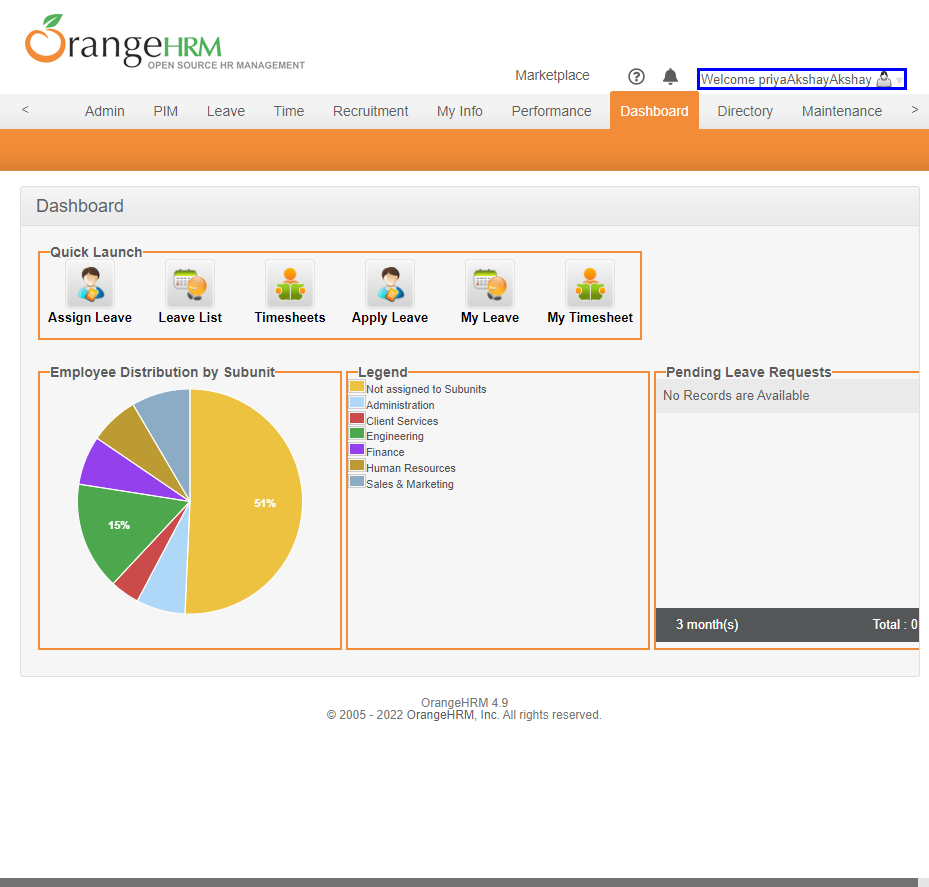 OrangeHRM
OPEN SOURCE HR MANAGEMENT
Marketplace
?
Welcome priyaAkshayAkshay
< Admin PIM Leave Time Recruitment My Info Performance Dashboard Directory Maintenance >
Dashboard
Quick Launch
Assign Leave Leave List Timesheets Apply Leave My Leave My Timesheet
Employee Distribution by Subunit
51%
15%
Legend
Not assigned to Subunits
Administration
Client Services
Engineering
Finance
Human Resources
Sales & Marketing
Pending Leave Requests
No Records are Available
3 month(s) Total : 0
OrangeHRM 4.9
© 2005 - 2022 OrangeHRM, Inc. All rights reserved.